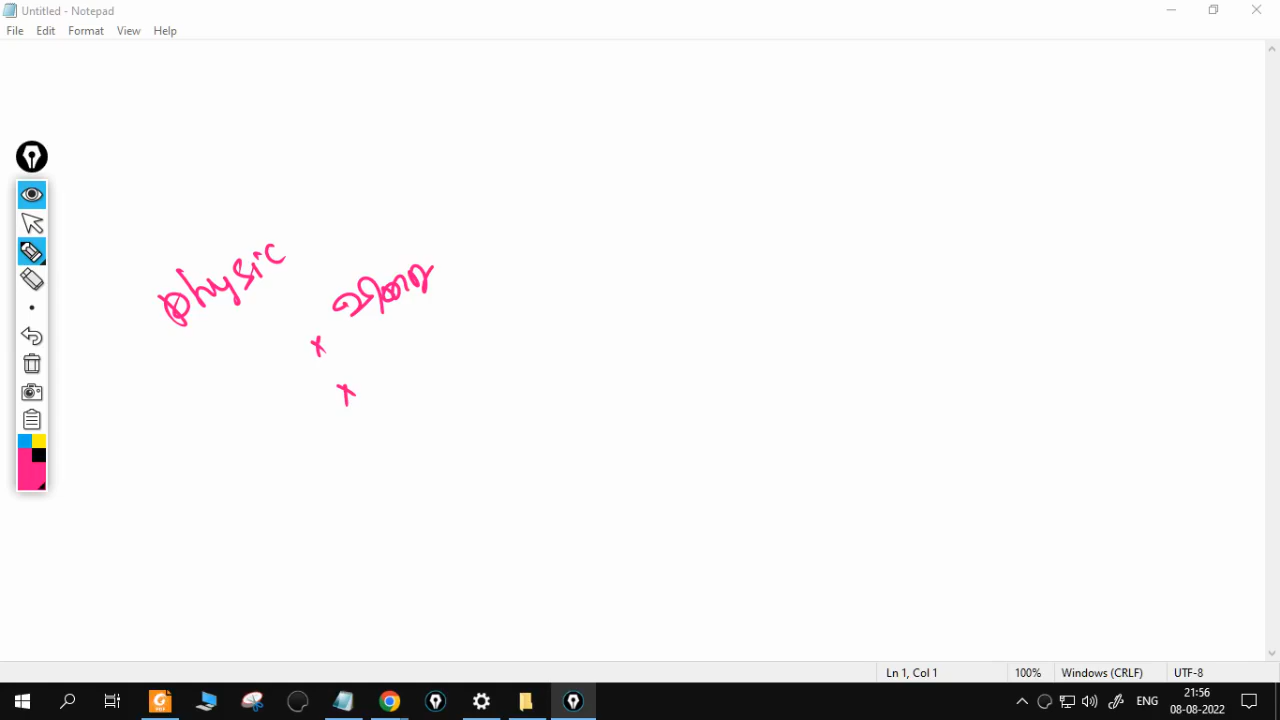 Untitled - Notepad
File Edit Format View Help
physic
x
x
Ln 1, Col 1 100% Windows (CRLF) UTF-8
ENG
21:56
08-08-2022